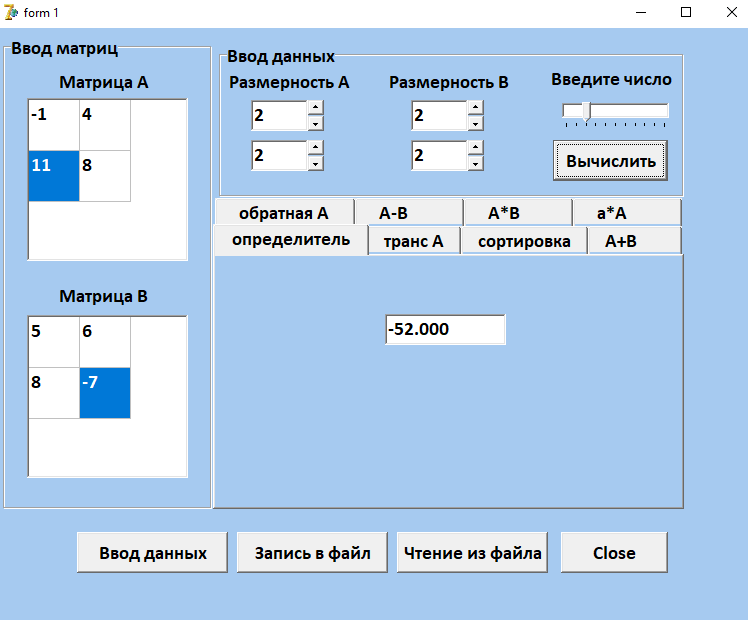 form 1
Ввод матриц
Матрица A
-1 4
11 8
Матрица B
5 6
8 -7
Ввод данных
Размерность A Размерность B Введите число
2 2
2 2
Вычислить
обратная A A-B A*B a*A
определитель транс A сортировка A+B
-52.000
Ввод данных Запись в файл Чтение из файла Close